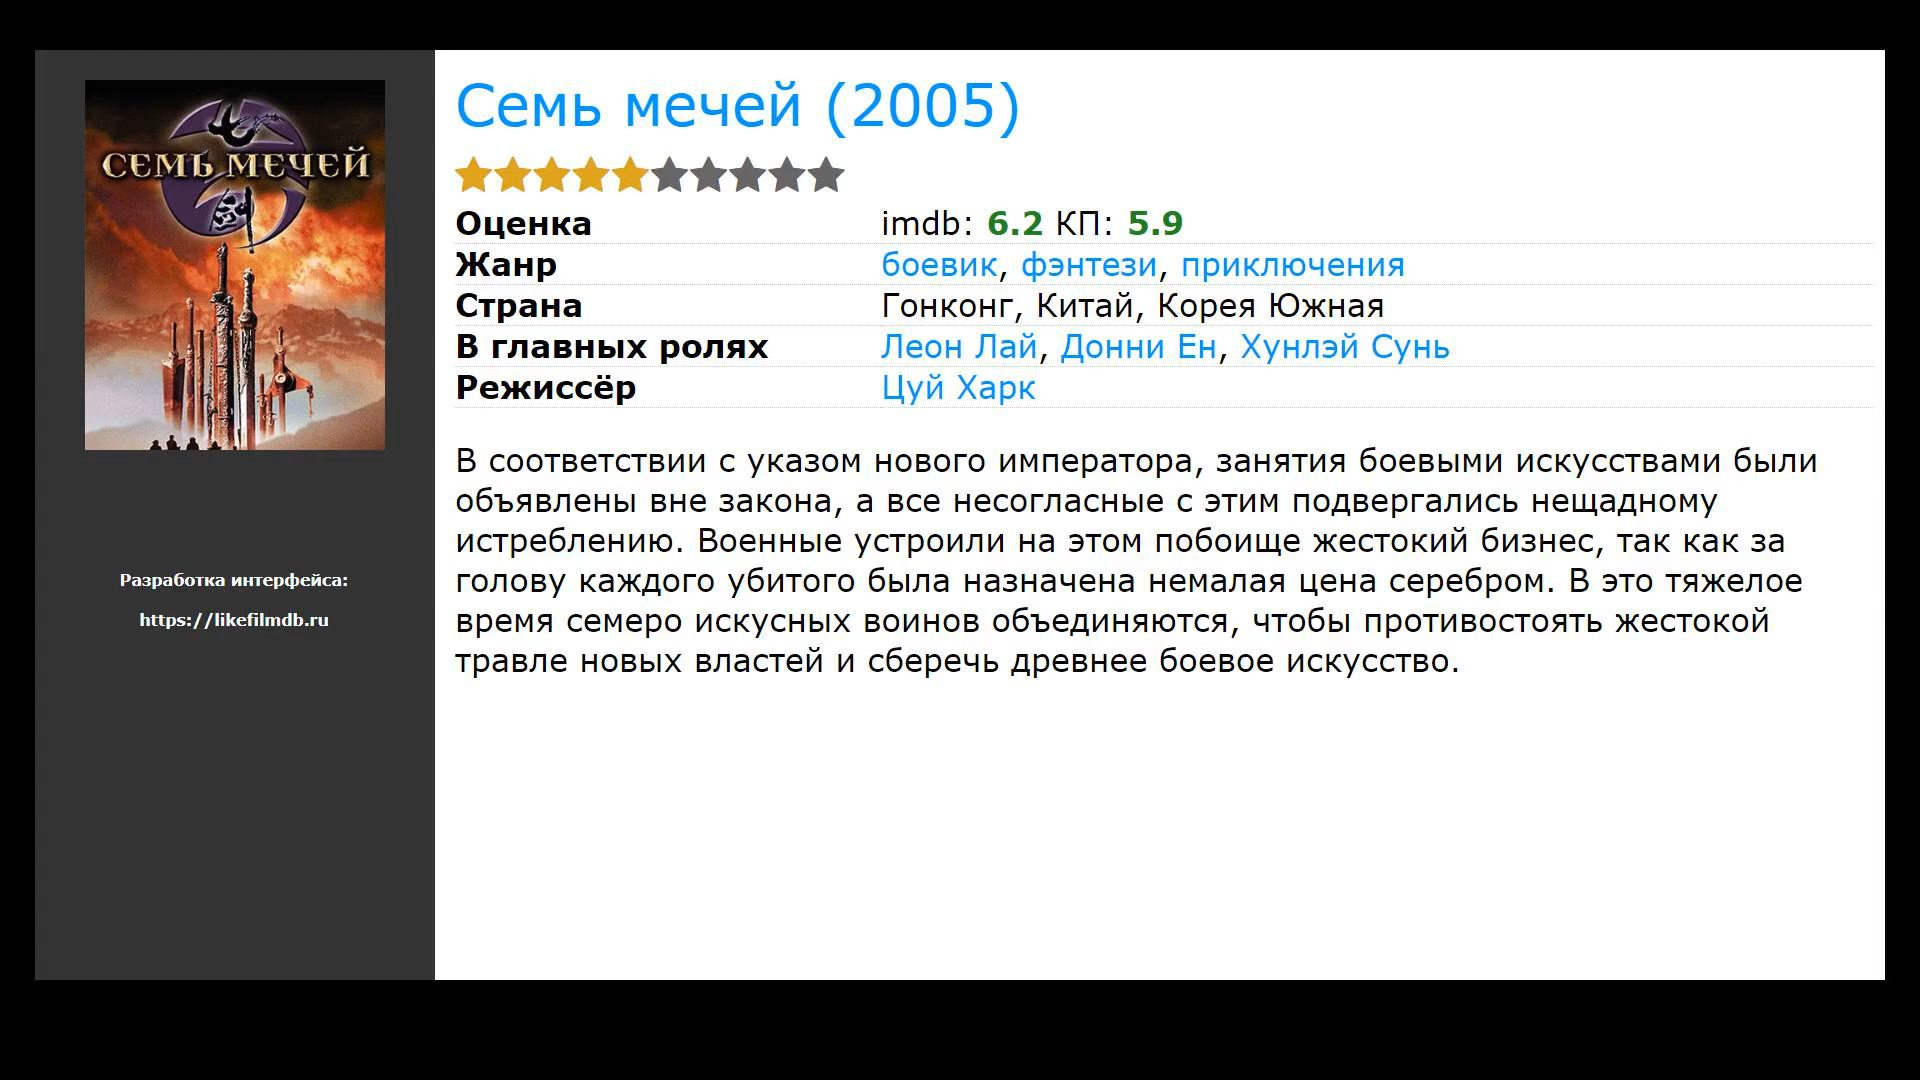 СЕМЬ МЕЧЕЙ
Разработка интерфейса:
https://likefilmdb.ru
Семь мечей (2005)
Оценка imdb: 6.2 КП: 5.9
Жанр боевик, фэнтези, приключения
Страна Гонконг, Китай, Корея Южная
В главных ролях Леон Лай, Донни Ен, Хунлэй Сунь
Режиссёр Цуй Харк
В соответствии с указом нового императора, занятия боевыми искусствами были
объявлены вне закона, а все несогласные с этим подвергались нещадному
истреблению. Военные устроили на этом побоище жестокий бизнес, так как за
голову каждого убитого была назначена немалая цена серебром. В это тяжелое
время семеро искусных воинов объединяются, чтобы противостоять жестокой
травле новых властей и сберечь древнее боевое искусство.